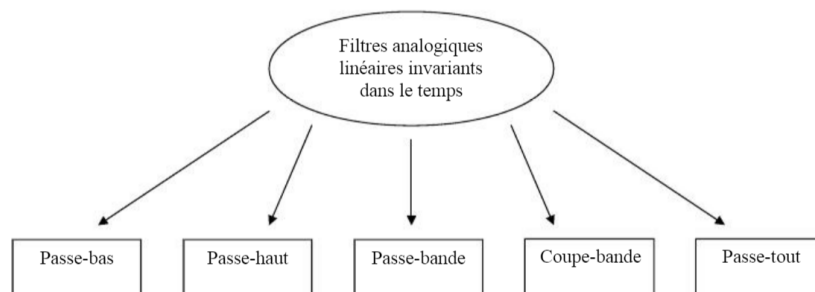 Filtres analogiques
linéaires invariants
dans le temps
Passe-bas
Passe-haut
Passe-bande
Coupe-bande
Passe-tout